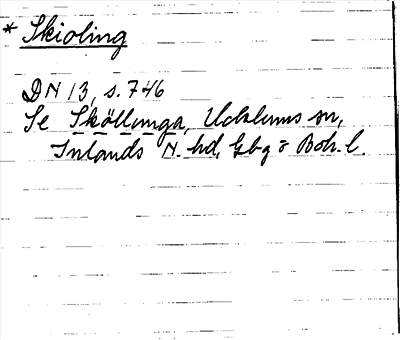 * Skioling
DN 13, s. 746
Se Sköllunga, Ucklums sn,
Inlands N. hd, Gbg o Boh. l.